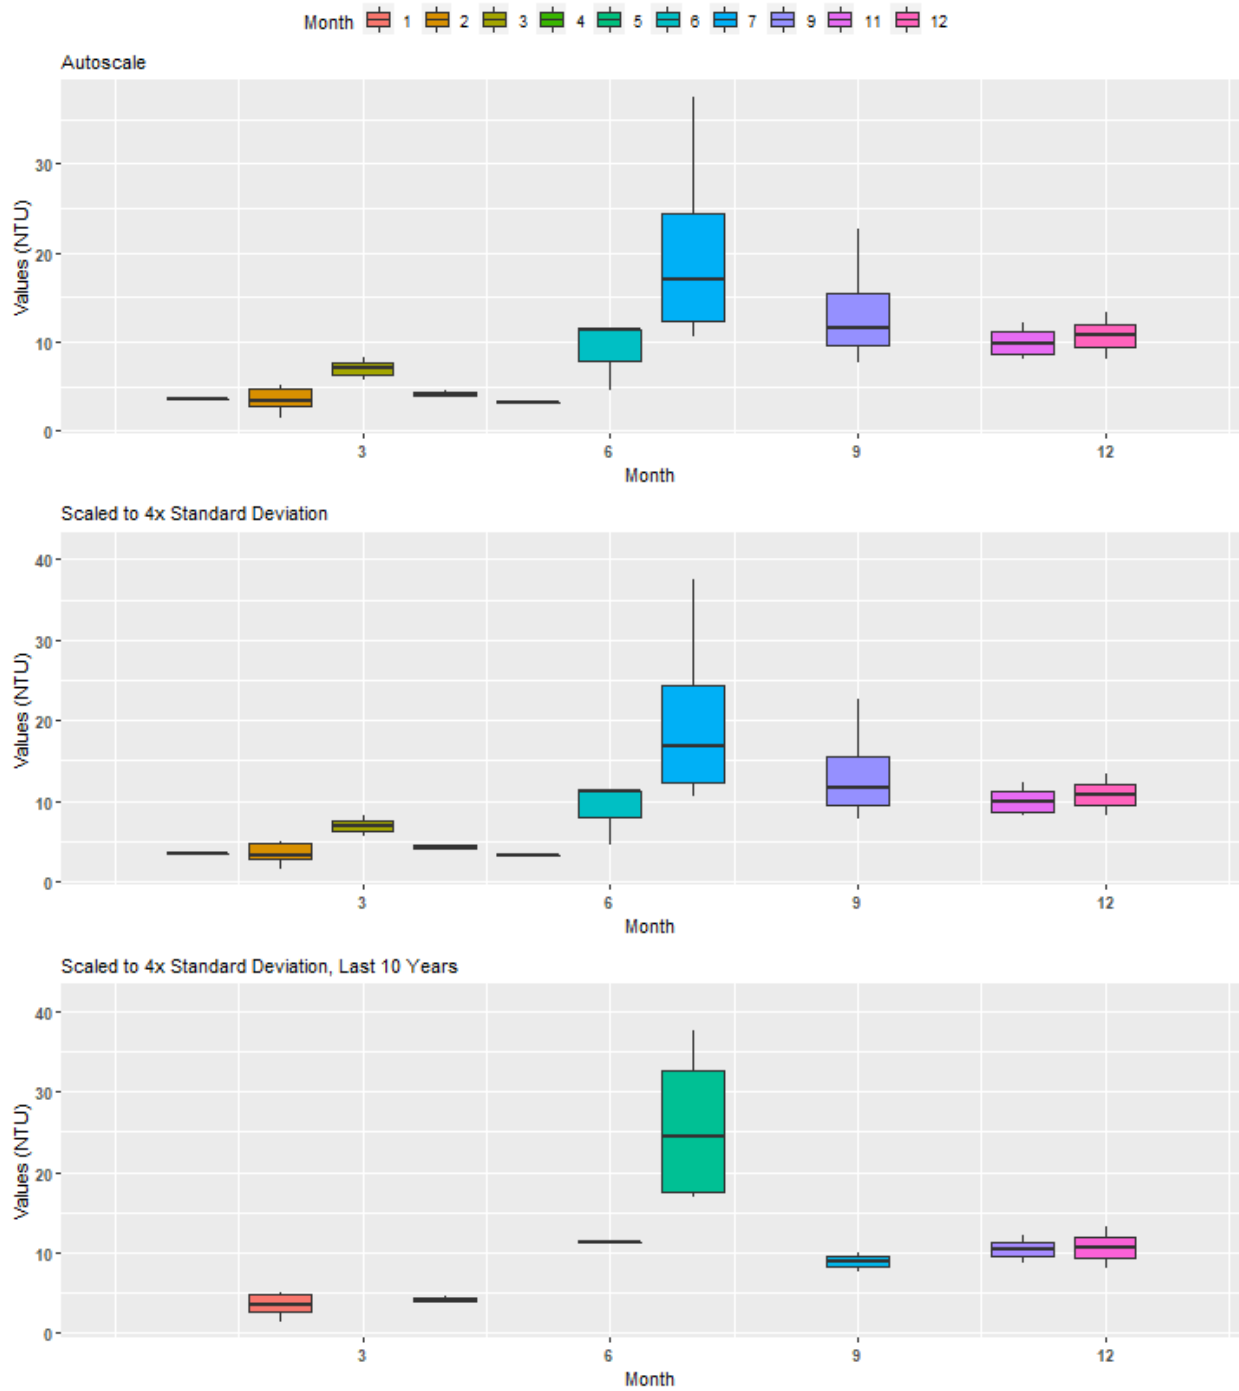 Month 1 2 3 4 5 6 7 9 11 12
Autoscale
Values (NTU)
30
20
10
0
3 6 9 12
Month
Scaled to 4x Standard Deviation
Values (NTU)
40
30
20
10
0
3 6 9 12
Month
Scaled to 4x Standard Deviation, Last 10 Years
Values (NTU)
40
30
20
10
0
3 6 9 12
Month